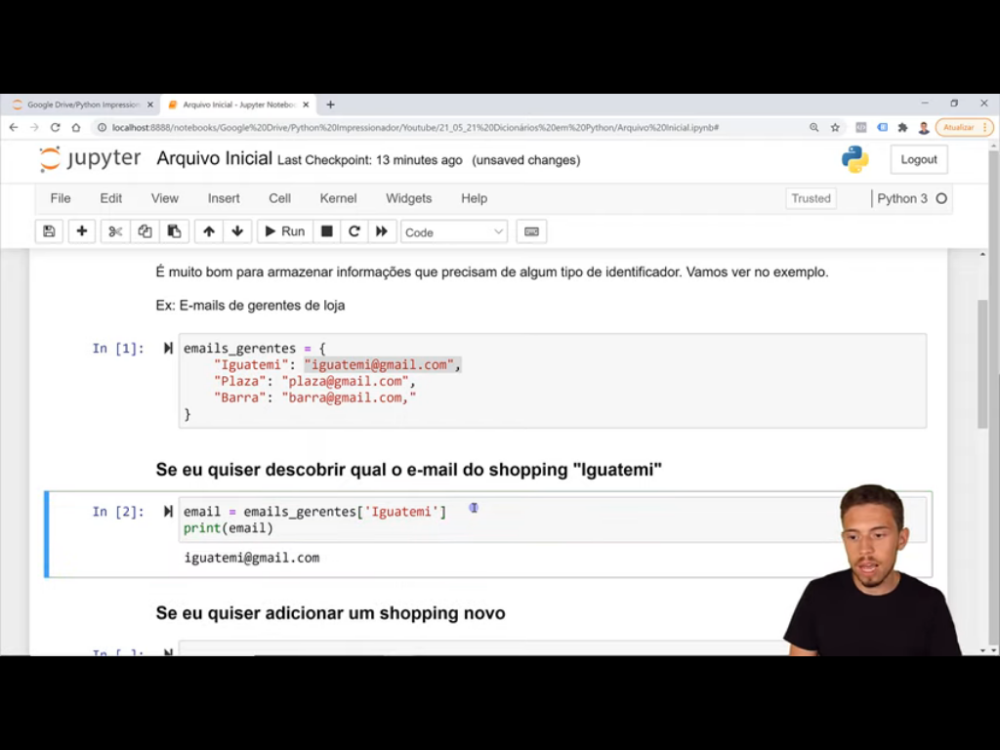 Google Drive/Python Impression
Arquivo Inicial - Jupyter Noteboo
localhost:8888/notebooks/Google%20Drive/Python%20Impressionador/Youtube/21_05_21%20Dicionários%20em%20Python/Arquivo%20Inicial.ipynb#
Atualizar
jupyter Arquivo Inicial Last Checkpoint: 13 minutes ago (unsaved changes)
Logout
File Edit View Insert Cell Kernel Widgets Help
Trusted
Python 3
Run
Code
É muito bom para armazenar informações que precisam de algum tipo de identificador. Vamos ver no exemplo.
Ex: E-mails de gerentes de loja
In [1]: emails_gerentes = {
"Iguatemi": "iguatemi@gmail.com",
"Plaza": "plaza@gmail.com",
"Barra": "barra@gmail.com,"
}
Se eu quiser descobrir qual o e-mail do shopping "Iguatemi"
In [2]: email = emails_gerentes['Iguatemi']
print(email)
iguatemi@gmail.com
Se eu quiser adicionar um shopping novo
In [ ]: